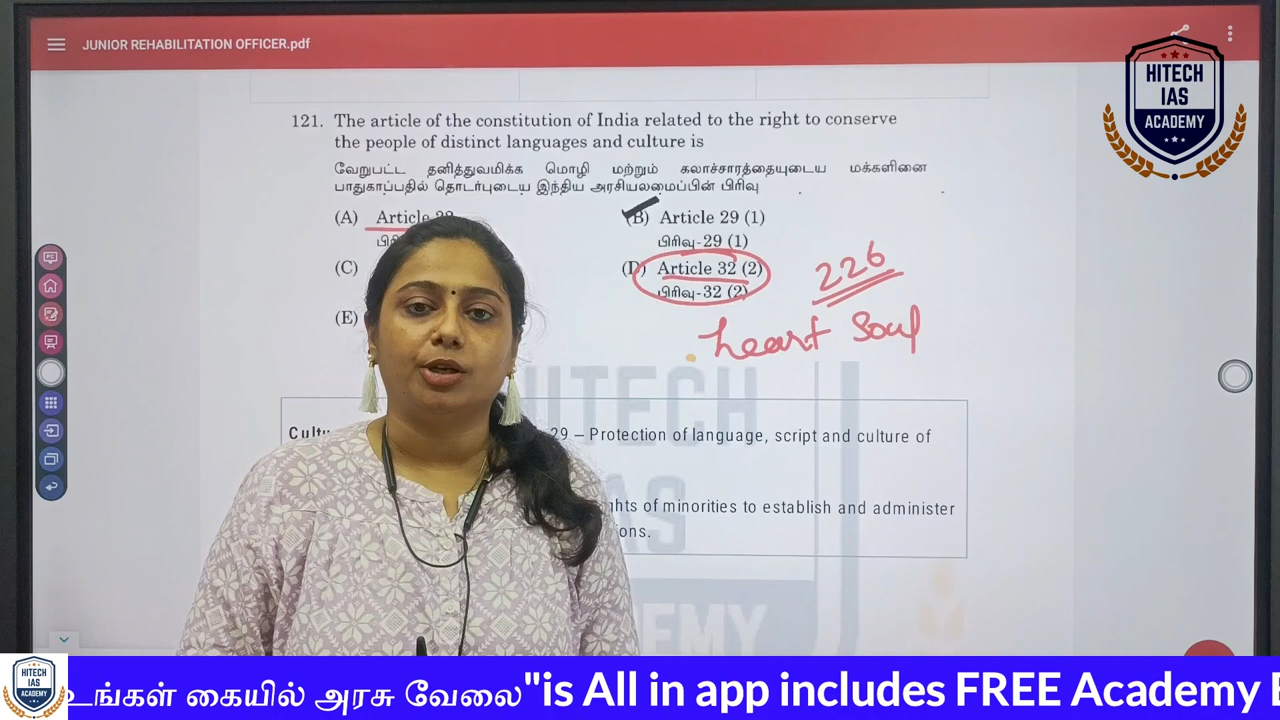 JUNIOR REHABILITATION OFFICER.pdf
HITECH
IAS
ACADEMY
121. The article of the constitution of India related to the right to conserve
the people of distinct languages and culture is
வேறுபட்ட தனித்துவமிக்க மொழி மற்றும் கலாச்சாரத்தையுடைய மக்களினை
பாதுகாப்பதில் தொடர்புடைய இந்திய அரசியலமைப்பின் பிரிவு
(A) Article
(B) Article 29 (1)
பிரிவு-29 (1)
(C)
(D) Article 32 (2)
பிரிவு-32 (2)
(E)
226
heart Soul
29 – Protection of language, script and culture of
of minorities to establish and administer
HITECH
IAS
ACADEMY
உங்கள் கையில் அரசு வேலை"is All in app includes FREE Academy